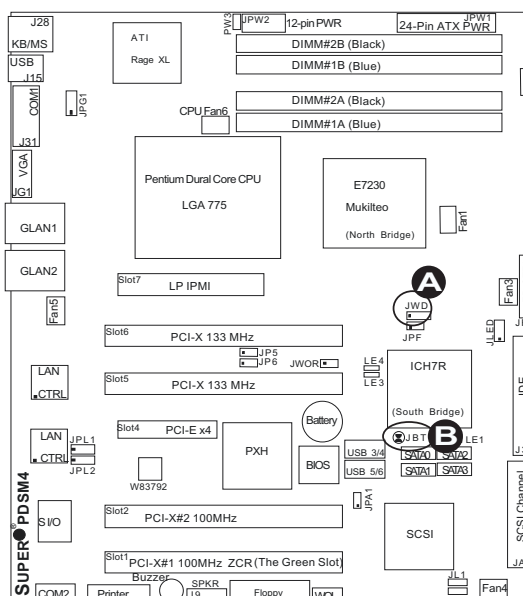 J28
KB/MS
USB
J15
COM1
J31
VGA
JG1
GLAN1
GLAN2
Fan5
JPG1
ATI
Rage XL
PW3
JPW2
12-pin PWR
JPW1
24-Pin ATX PWR
DIMM#2B (Black)
DIMM#1B (Blue)
DIMM#2A (Black)
DIMM#1A (Blue)
CPU Fan6
Pentium Dural Core CPU
LGA 775
E7230
Mukilteo
(North Bridge)
Fan1
A
JWD
JPF
Fan3
JLED
Slot7
LP IPMI
Slot6
PCI-X 133 MHz
JP5
JP6
JWOR
LE4
LE3
ICH7R
(South Bridge)
LAN
CTRL
Slot5
PCI-X 133 MHz
Slot4
PCI-E x4
PXH
Battery
BIOS
JBT
B
LE1
USB 3/4
USB 5/6
SATA0
SATA2
SATA1
SATA3
LAN
CTRL
JPL1
JPL2
W83792
JPA1
SUPER® PDSM4
SI/O
Slot2
PCI-X#2 100MHz
SCSI
SCSI Channel
Slot1
PCI-X#1 100MHz ZCR (The Green Slot)
Buzzer
SPKR
J9
Floppy
WOL
JL1
Fan4
COM2
Printer